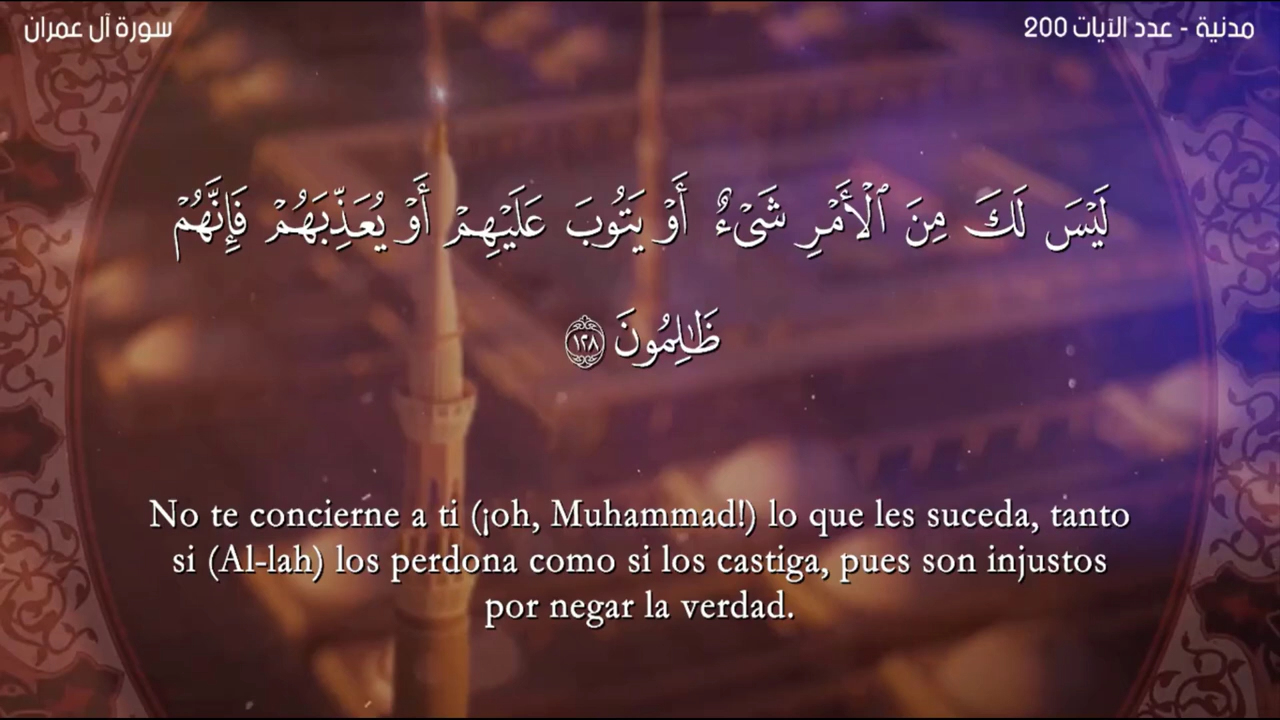 سورة آل عمران
مدنية - عدد الآيات 200
لَيْسَ لَكَ مِنَ ٱلْأَمْرِ شَىْءٌ أَوْ يَتُوبَ عَلَيْهِمْ أَوْ يُعَذِّبَهُمْ فَإِنَّهُمْ
ظَـٰلِمُونَ ١٢٨
No te concierne a ti (¡oh, Muhammad!) lo que les suceda, tanto
si (Al-lah) los perdona como si los castiga, pues son injustos
por negar la verdad.